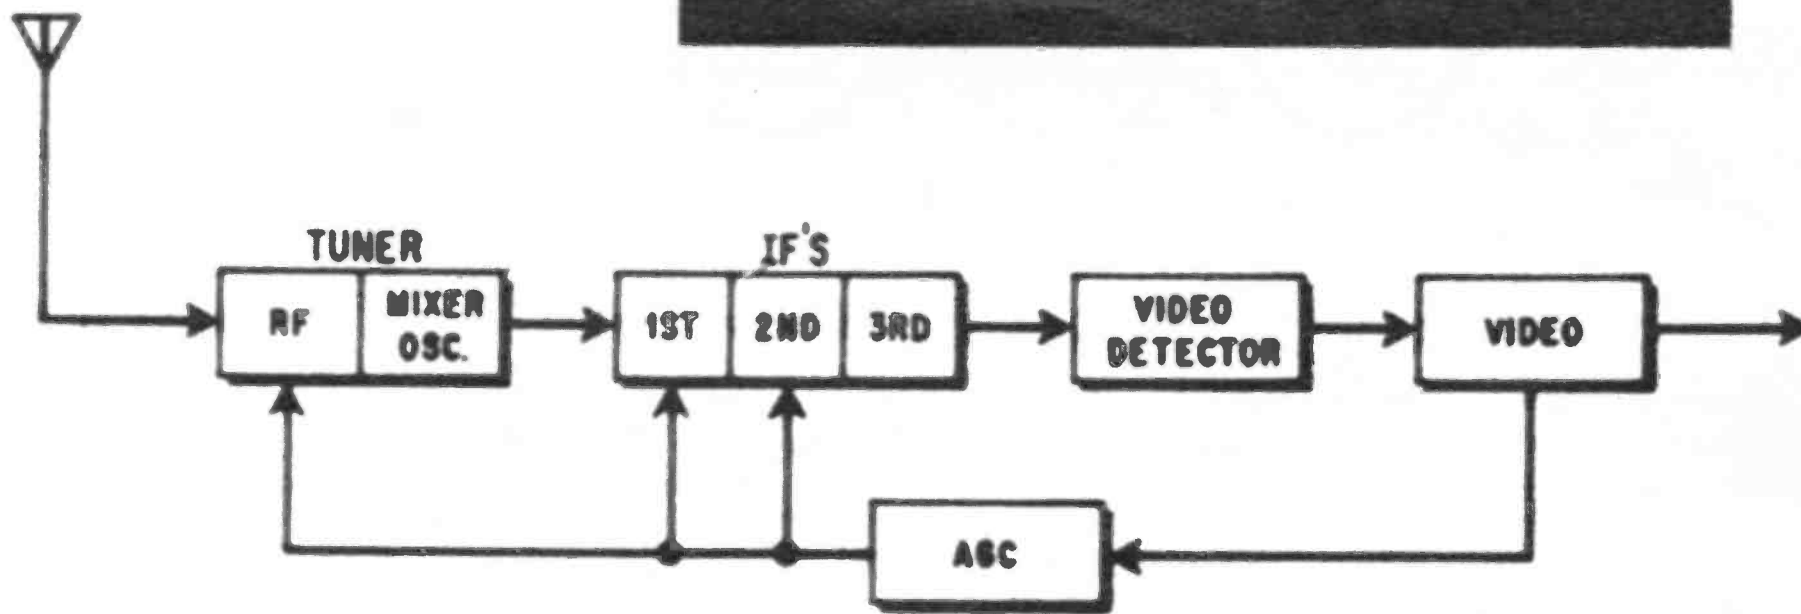 TUNER
IF'S
RF
MIXER
OSC.
1ST
2ND
3RD
VIDEO
DETECTOR
VIDEO
AGC